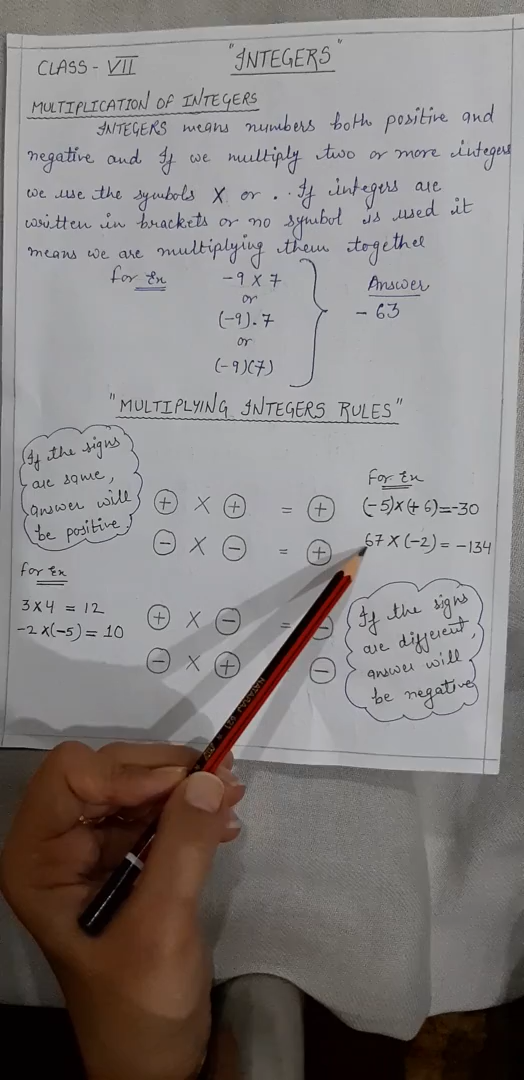 CLASS - VII
"INTEGERS"
MULTIPLICATION OF INTEGERS
INTEGERS means numbers both positive and
negative and If we multiply two or more integers
we use the symbols X or . . If integers are
written in brackets or no symbol is used it
means we are multiplying them together
For Ex
-9 X 7
or
(-9). 7
or
(-9)(7)
Answer
- 63
"MULTIPLYING INTEGERS RULES"
If the signs
are same,
answer will
be positive.
+ X + = +
- X - = +
For Ex
(-5)X(+6)=-30
67X(-2) = -134
For Ex
3X4 = 12
-2X(-5) = 10
+ X - = -
- X + -
If the signs
are different,
answer will
be negative